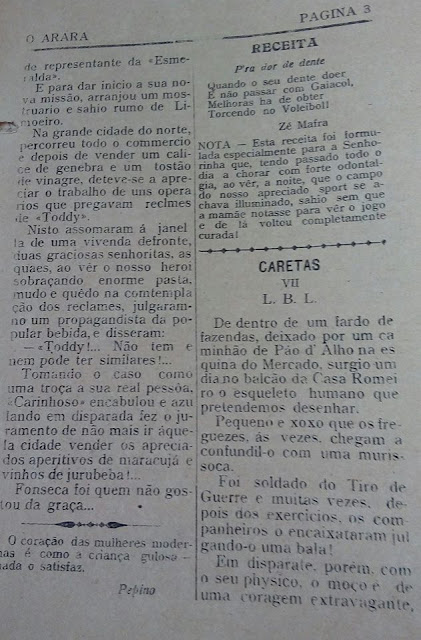 O ARARA
PAGINA 3
do representante da «Esme-
ralda».
E para dar inicio a sua no-
va missão, arranjou um mos-
truario e sahio rumo de Li-
moeiro.
Na grande cidade do norte,
percorreu todo o commercio
e depois de vender um cali-
ce de genebra e um tostão
de vinagre, deteve-se a apre-
ciar o trabalho de uns opera
rios que pregavam reclmes
de «Toddy».
Nisto assomaram á janel
la de uma vivenda defronte,
duas graciosas senhoritas, as
quaes, ao vêr o nosso heroi
sobraçando enorme pasta,
mudo e quêdo na comtempla
ção dos reclames, julgaram-
no um propagandista da po-
pular bebida, e disseram:
—«Toddy!... Não tem e
nem pode ter similares!...
Tomando o caso como
uma troça a sua real pessôa,
«Carinhoso» encabulou e azu
lando em disparada fez o ju-
ramento de não mais ir áque-
la cidade vender os aprecia-
dos aperitivos de maracujá e
vinhos de jurubeba!...
Fonseca foi quem não gos-
tou da graça...
O coração das mulheres moder-
nas é como a criança gulosa —
nada o satisfaz.
Pepino
RECEITA
P'ra dor de dente
Quando o seu dente doer
E não passar com Gaiacol,
Melhoras ha de obter
Torcendo no Voleibol!
Zé Mafra
NOTA — Esta receita foi formu-
lada especialmente para a Senho-
rinha que, tendo passado todo o
dia a chorar com forte odontal-
gia, ao vêr, a noite, que o campo
do nosso apreciado sport se a-
chava illuminado, sahio sem que
a mamãe notasse para vêr o jogo
e de lá voltou completamente
curada!
CARETAS
VII
L. B. L.
De dentro de um fardo de
fazendas, deixado por um ca
minhão de Páo d' Alho na es
quina do Mercado, surgio um
dia no balcão da Casa Romei
ro o esqueleto humano que
pretendemos desenhar.
Pequeno e xoxo que os fre-
guezes, ás vezes, chegam a
confundil-o com uma muris-
soca.
Foi soldado do Tiro de
Guerre e muitas vezes, de-
pois dos exercicios, os com-
panheiros o encaixataram jul
gando-o uma bala!
Em disparate, porém, com
o seu physico, o moço é de
uma coragem extravagante,